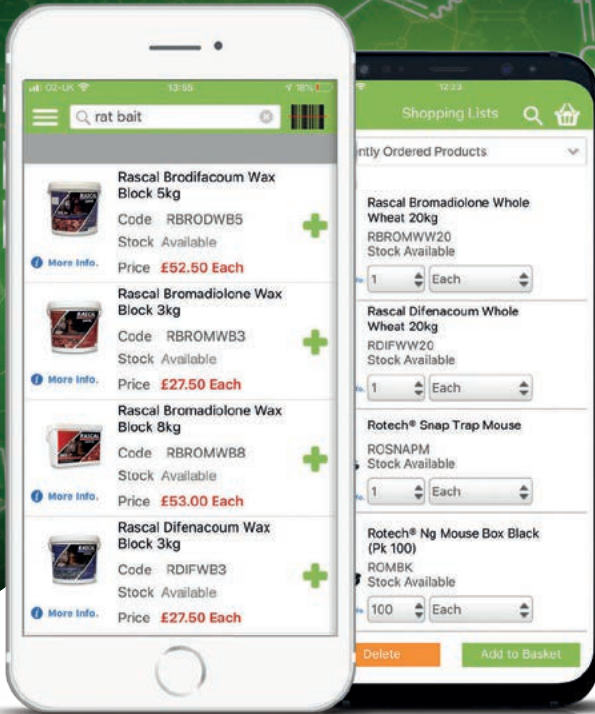 O2-UK
13:55
18%
rat bait
Rascal Brodifacoum Wax
Block 5kg
Code RBRODWB5
Stock Available
More Info.
Price £52.50 Each
Rascal Bromadiolone Wax
Block 3kg
Code RBROMWB3
Stock Available
More Info.
Price £27.50 Each
Rascal Bromadiolone Wax
Block 8kg
Code RBROMWB8
Stock Available
More Info.
Price £53.00 Each
Rascal Difenacoum Wax
Block 3kg
Code RDIFWB3
Stock Available
More Info.
Price £27.50 Each
12:23
Shopping Lists
ntly Ordered Products
Rascal Bromadiolone Whole
Wheat 20kg
RBROMWW20
Stock Available
1 Each
Rascal Difenacoum Whole
Wheat 20kg
RDIFWW20
Stock Available
1 Each
Rotech® Snap Trap Mouse
ROSNAPM
Stock Available
1 Each
Rotech® Ng Mouse Box Black
(Pk 100)
ROMBK
Stock Available
100 Each
Delete
Add to Basket